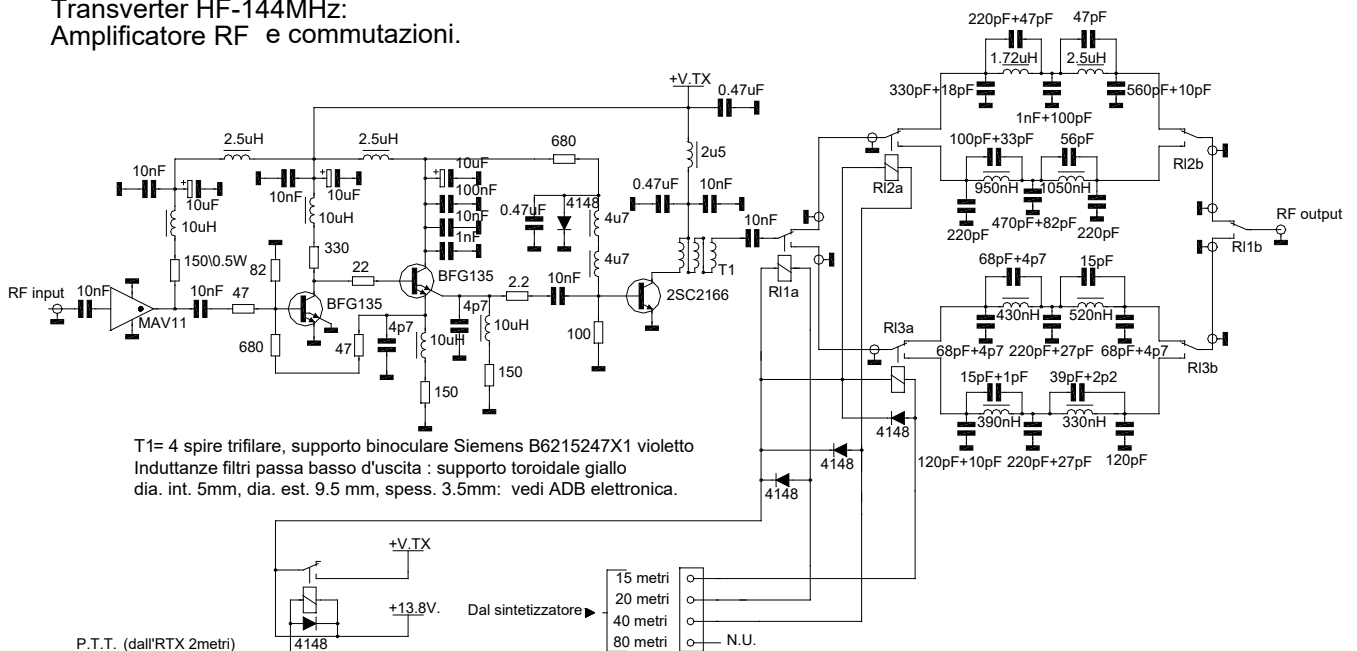 Transverter HF-144MHz:
Amplificatore RF e commutazioni.
220pF+47pF
47pF
1.72uH
2.5uH
330pF+18pF
560pF+10pF
1nF+100pF
+V.TX
0.47uF
2.5uH
2.5uH
680
2u5
100pF+33pF
56pF
Rl2b
Rl2a
950nH
1050nH
10nF
+
10uF
10nF
+
10uF
+
10uF
100nF
10nF
1nF
0.47uF
4148
4u7
4u7
0.47uF
10nF
10nF
220pF
470pF+82pF
220pF
RF output
Rl1b
10uH
10uH
330
150\0.5W
82
22
BFG135
T1
Rl1a
68pF+4p7
15pF
RF input
10nF
MAV11
10nF
47
BFG135
2.2
10nF
2SC2166
430nH
520nH
Rl3a
Rl3b
680
47
4p7
10uH
4p7
10uH
100
68pF+4p7
220pF+27pF
68pF+4p7
15pF+1pF
39pF+2p2
150
150
390nH
330nH
4148
120pF+10pF
220pF+27pF
120pF
4148
4148
T1= 4 spire trifilare, supporto binoculare Siemens B6215247X1 violetto
Induttanze filtri passa basso d'uscita : supporto toroidale giallo
dia. int. 5mm, dia. est. 9.5 mm, spess. 3.5mm: vedi ADB elettronica.
+V.TX
+13.8V.
Dal sintetizzatore
15 metri
20 metri
40 metri
80 metri
N.U.
4148
P.T.T. (dall'RTX 2metri)